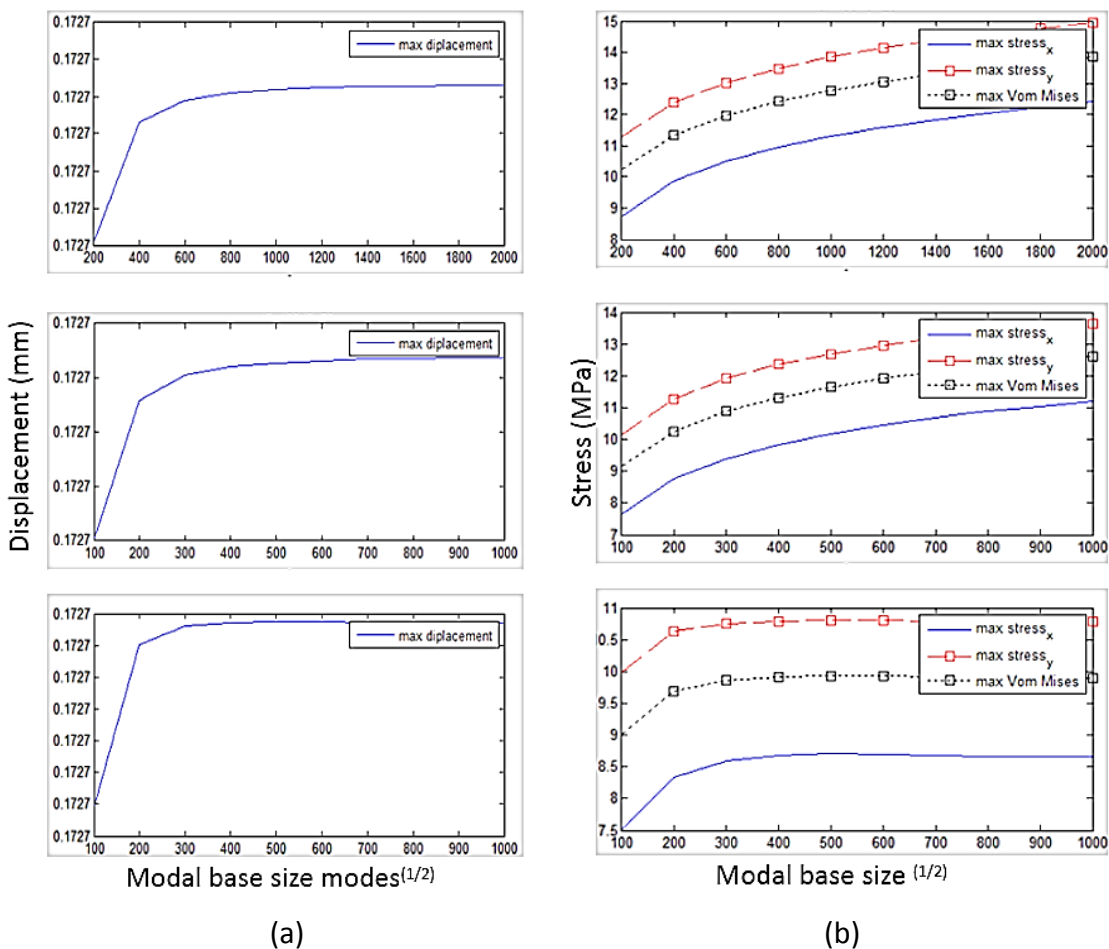 0.1727
0.1727
0.1727
0.1727
0.1727
0.1727
0.1727
max diplacement
200 400 600 800 1000 1200 1400 1600 1800 2000
0.1727
0.1727
0.1727
0.1727
0.1727
max diplacement
100 200 300 400 500 600 700 800 900 1000
0.1727
0.1727
0.1727
0.1727
0.1727
0.1727
0.1727
0.1727
max diplacement
100 200 300 400 500 600 700 800 900 1000
Displacement (mm)
Modal base size modes(1/2)
(a)
15
14
13
12
11
10
9
8
max stressx
max stressy
max Vom Mises
200 400 600 800 1000 1200 1400 1600 1800 2000
14
13
12
11
10
9
8
7
max stressx
max stressy
max Vom Mises
100 200 300 400 500 600 700 800 900 1000
11
10.5
10
9.5
9
8.5
8
7.5
max stressx
max stressy
max Vom Mises
100 200 300 400 500 600 700 800 900 1000
Stress (MPa)
Modal base size (1/2)
(b)